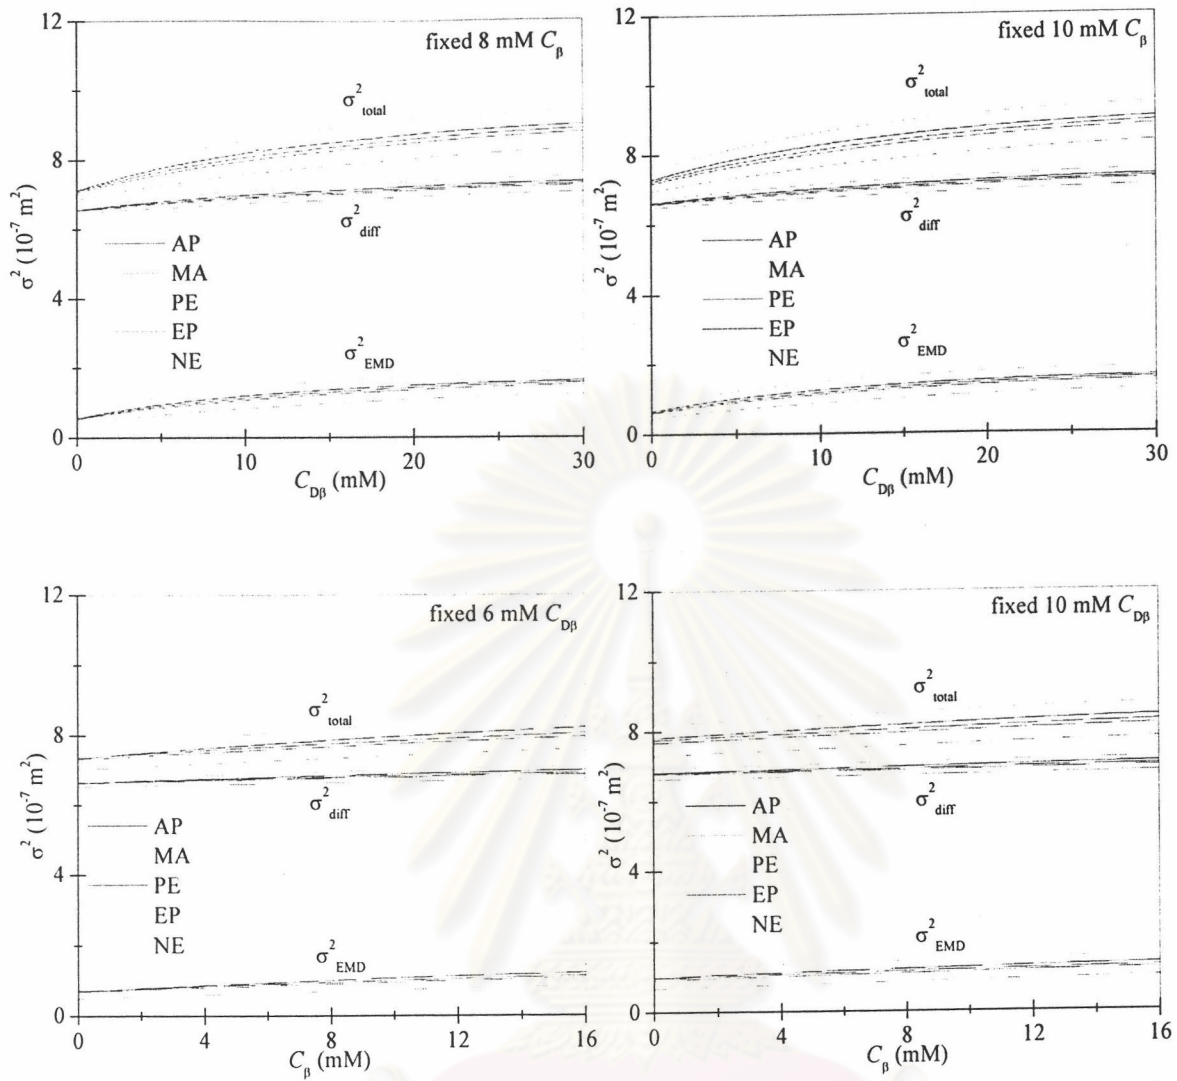 fixed 8 mM Cβ
12
8
4
0
σ² (10⁻⁷ m²)
σ²total
σ²diff
AP
MA
PE
EP
NE
σ²EMD
0 10 20 30
CDβ (mM)
fixed 10 mM Cβ
12
8
4
0
σ² (10⁻⁷ m²)
σ²total
σ²diff
AP
MA
PE
EP
NE
σ²EMD
0 10 20 30
CDβ (mM)
fixed 6 mM CDβ
12
8
4
0
σ² (10⁻⁷ m²)
σ²total
σ²diff
AP
MA
PE
EP
NE
σ²EMD
0 4 8 12 16
Cβ (mM)
fixed 10 mM CDβ
12
8
4
0
σ² (10⁻⁷ m²)
σ²total
σ²diff
AP
MA
PE
EP
NE
σ²EMD
0 4 8 12 16
Cβ (mM)